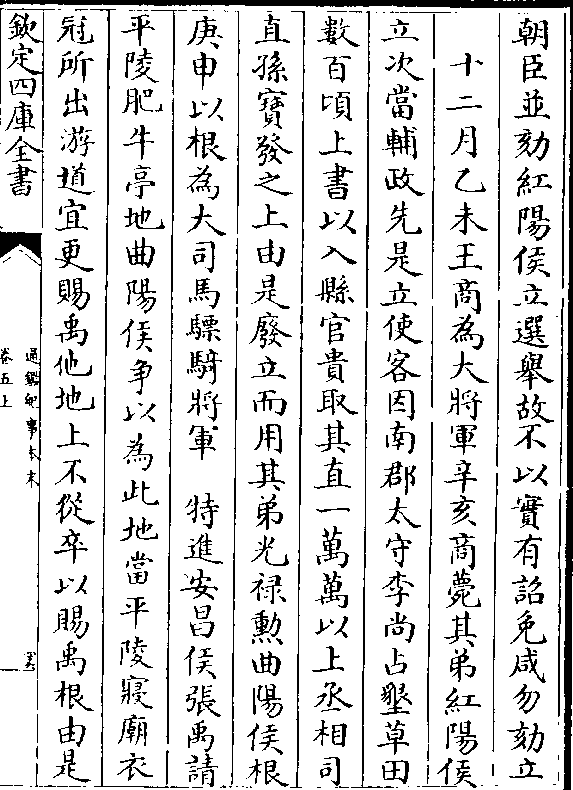 朝臣並劾紅陽侯立選舉故不以實有詔免咸勿劾立
十二月乙未王商為大將軍辛亥商薨其弟紅陽侯
立次當輔政先是立使客因南郡太守李尚占墾草田
數百頃上書以入縣官貴取其直一萬萬以上丞相司
直孫寶發之上由是廢立而用其弟光祿勲曲陽侯根
庚申以根為大司馬驃騎將軍 特進安昌侯張禹請
平陵肥牛亭地曲陽侯争以為此地當平陵寢廟衣
冠所出游道宜更賜禹他地上不從卒以賜禹根由是
欽定四庫全書
通鑑紀事本末
卷五上